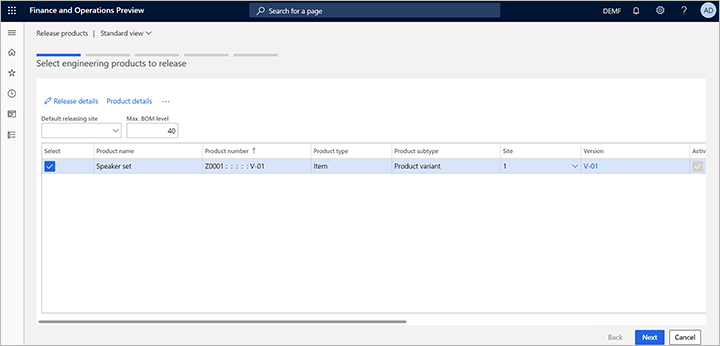 Finance and Operations Preview
Search for a page
DEMF
?
AD
Release products | Standard view
Select engineering products to release
Release details Product details ...
Default releasing site Max. BOM level
40
Select Product name Product number ↑ Product type Product subtype Site Version Activ
Speaker set Z0001 : : : : : V-01 Item Product variant 1 V-01
Back Next Cancel